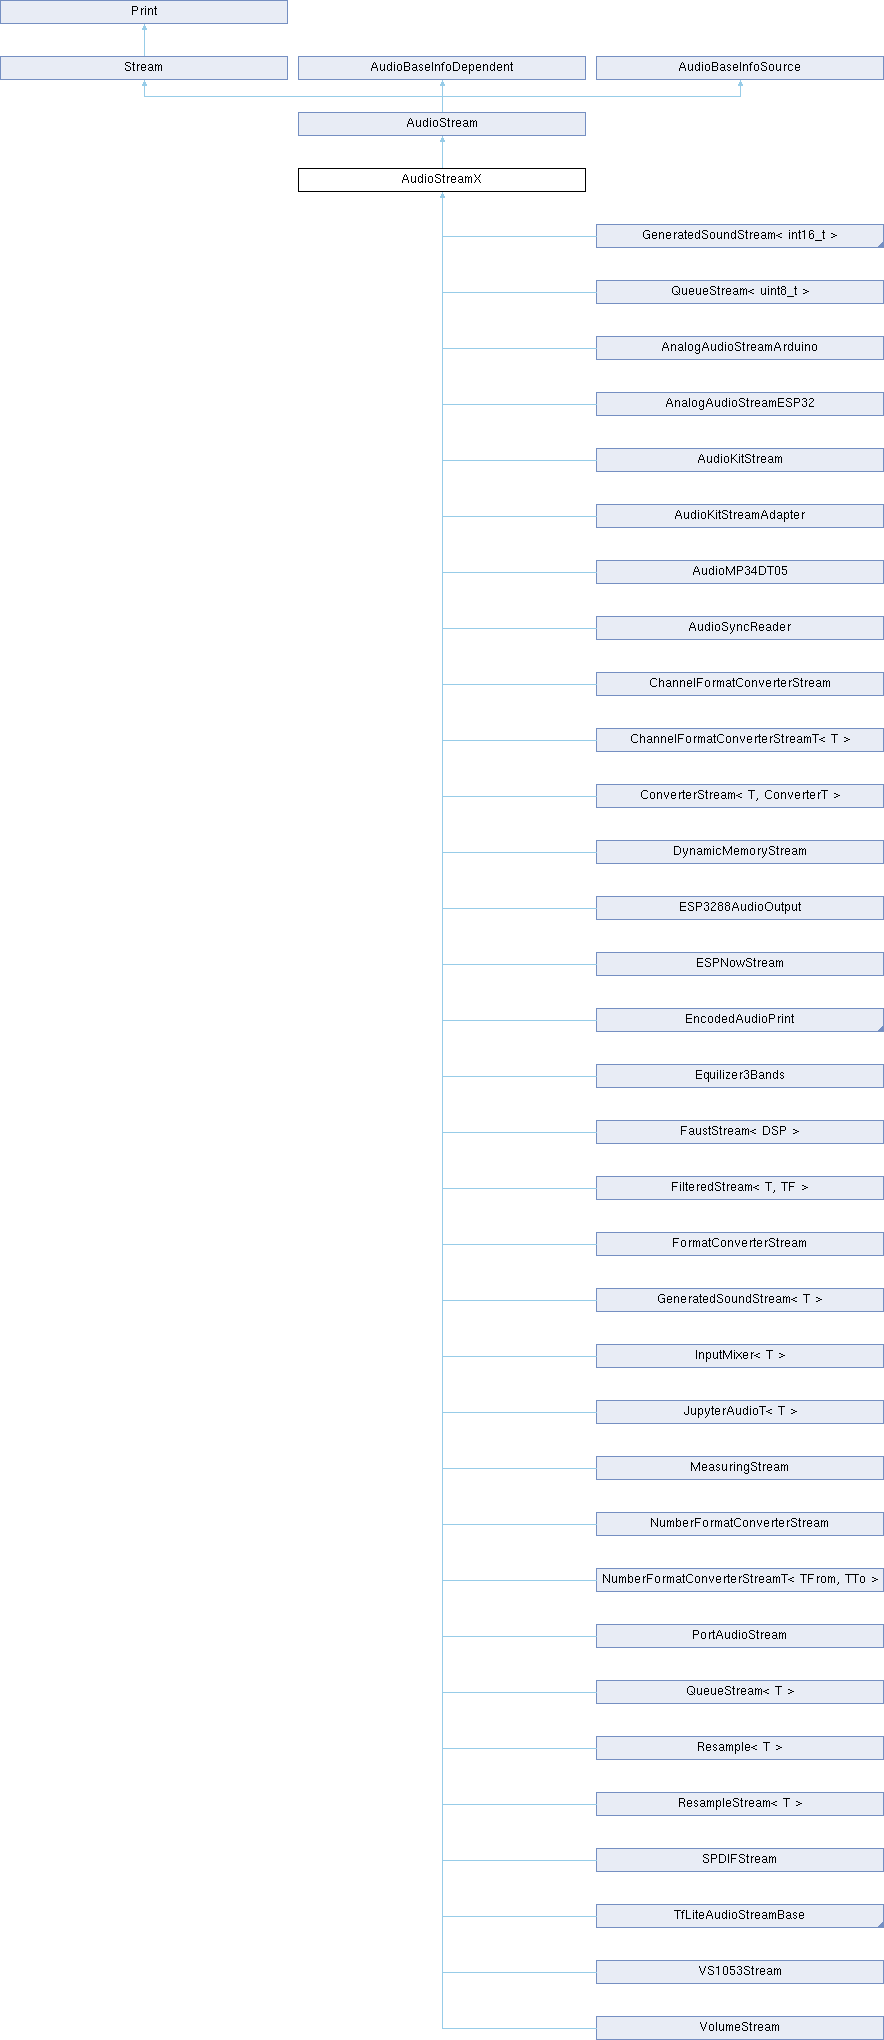 Print
Stream
AudioBaseInfoDependent
AudioBaseInfoSource
AudioStream
AudioStreamX
GeneratedSoundStream< int16_t >
QueueStream< uint8_t >
AnalogAudioStreamArduino
AnalogAudioStreamESP32
AudioKitStream
AudioKitStreamAdapter
AudioMP34DT05
AudioSyncReader
ChannelFormatConverterStream
ChannelFormatConverterStreamT< T >
ConverterStream< T, ConverterT >
DynamicMemoryStream
ESP3288AudioOutput
ESPNowStream
EncodedAudioPrint
Equilizer3Bands
FaustStream< DSP >
FilteredStream< T, TF >
FormatConverterStream
GeneratedSoundStream< T >
InputMixer< T >
JupyterAudioT< T >
MeasuringStream
NumberFormatConverterStream
NumberFormatConverterStreamT< TFrom, TTo >
PortAudioStream
QueueStream< T >
Resample< T >
ResampleStream< T >
SPDIFStream
TfLiteAudioStreamBase
VS1053Stream
VolumeStream